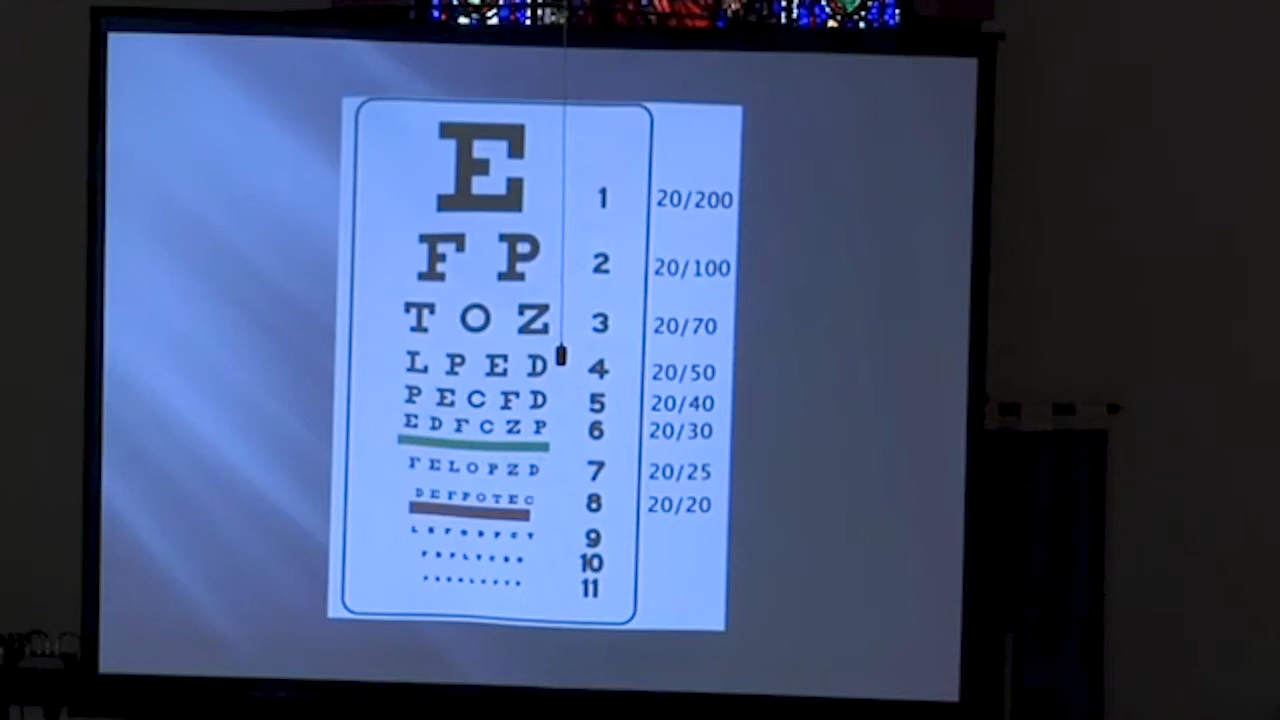 E 1 20/200
F P 2 20/100
T O Z 3 20/70
L P E D 4 20/50
P E C F D 5 20/40
E D F C Z P 6 20/30
F E L O P Z D 7 20/25
D E F P O T E C 8 20/20
9
10
11